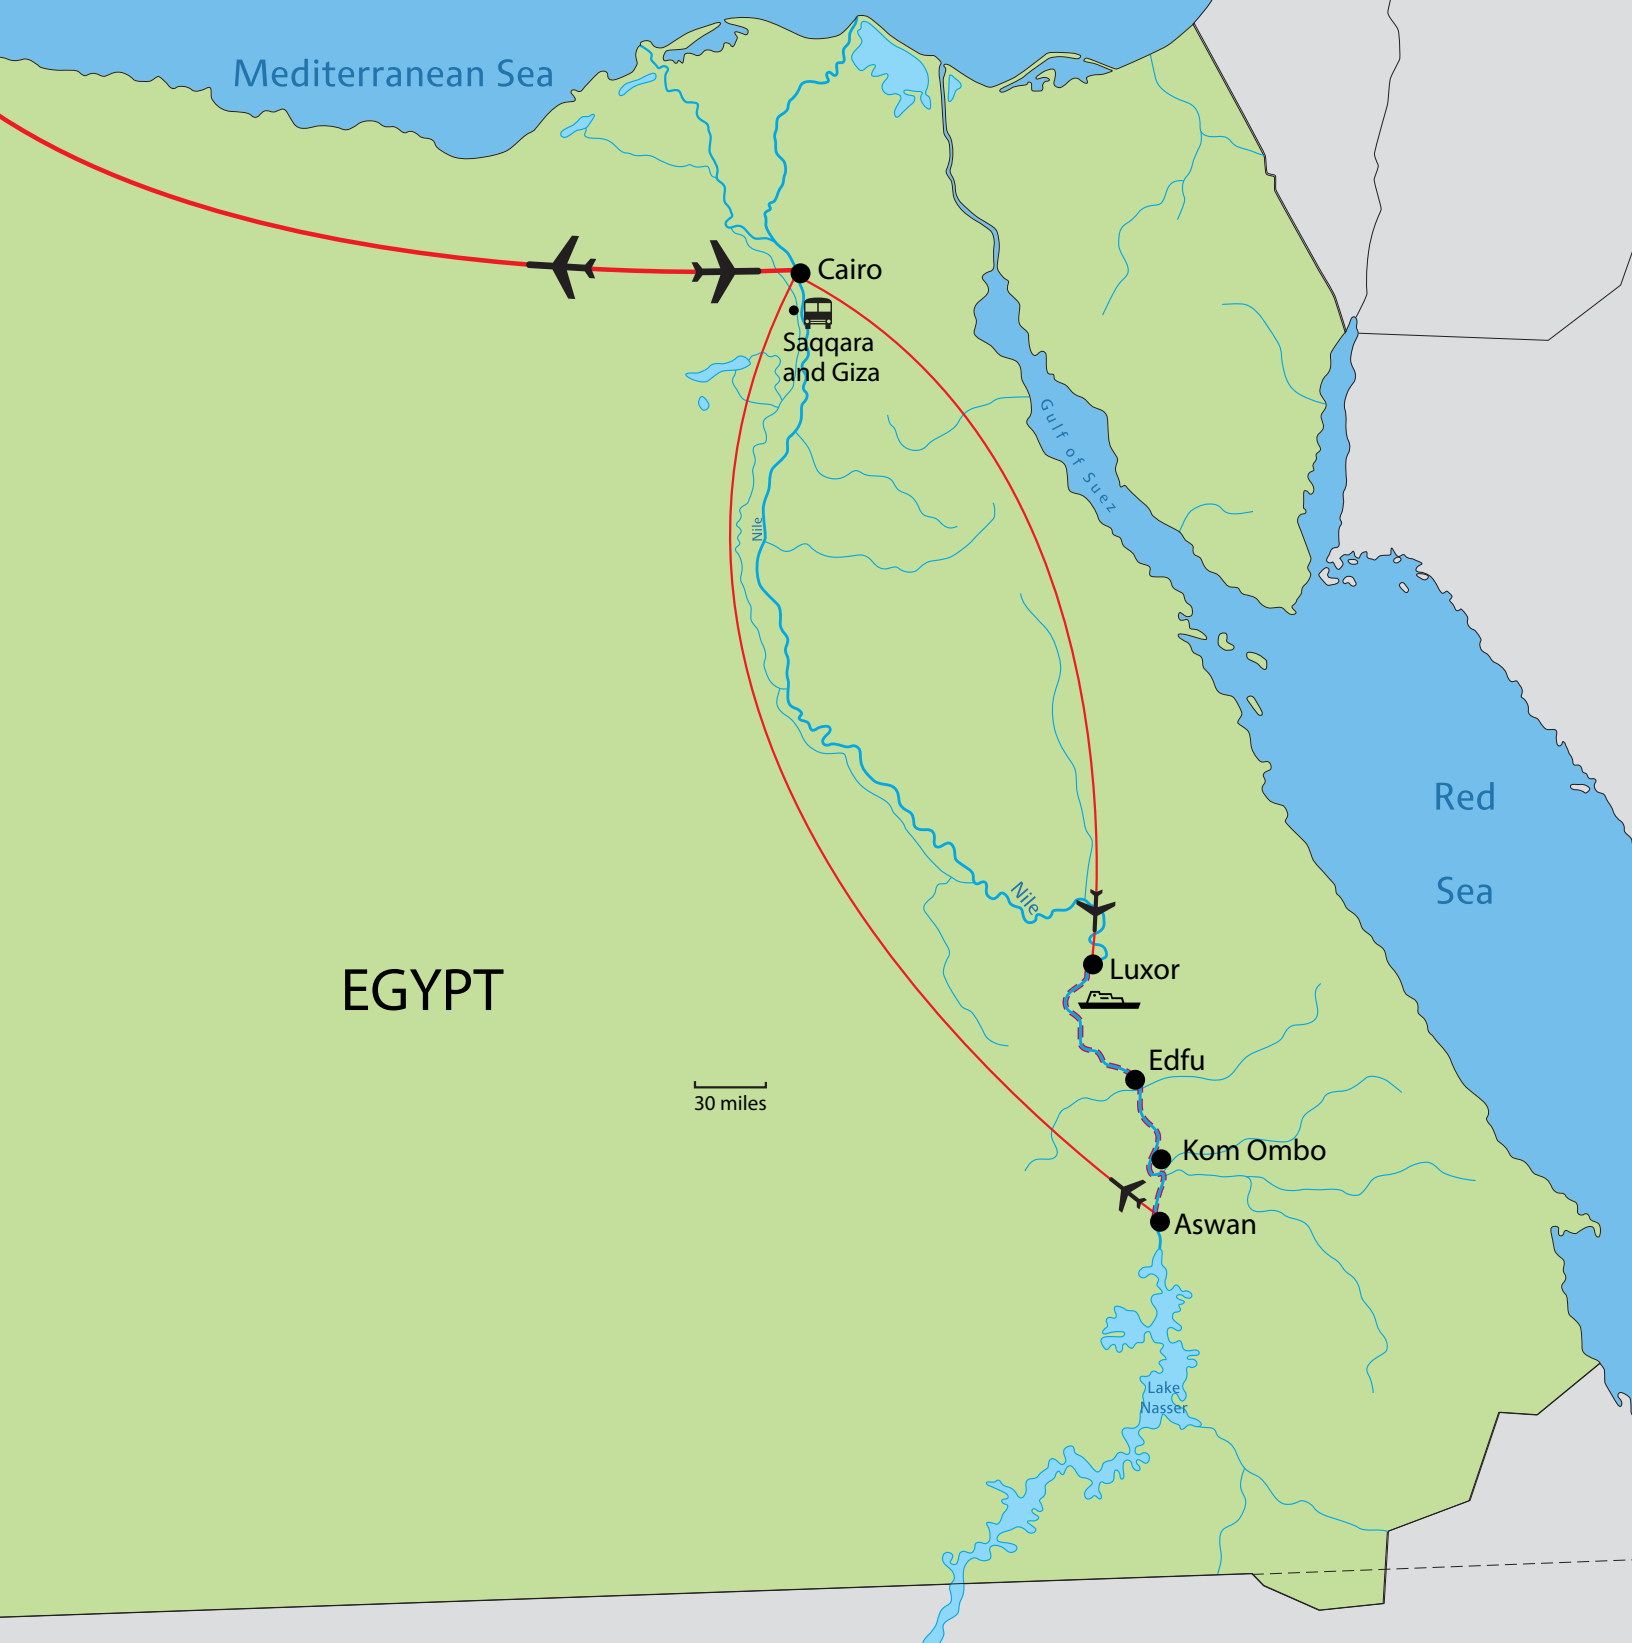 Mediterranean Sea
Cairo
Saqqara
and Giza
Gulf of Suez
Nile
Red
Sea
Nile
Luxor
EGYPT
Edfu
30 miles
Kom Ombo
Aswan
Lake
Nasser